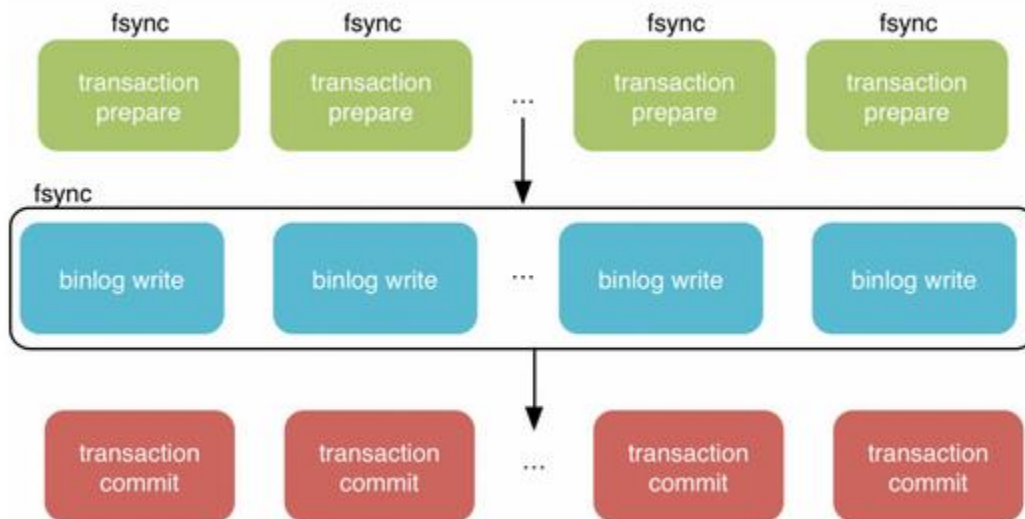 fsync
fsync
fsync
fsync
transaction
prepare
transaction
prepare
...
transaction
prepare
transaction
prepare
fsync
binlog write
binlog write
...
binlog write
binlog write
transaction
commit
transaction
commit
...
transaction
commit
transaction
commit